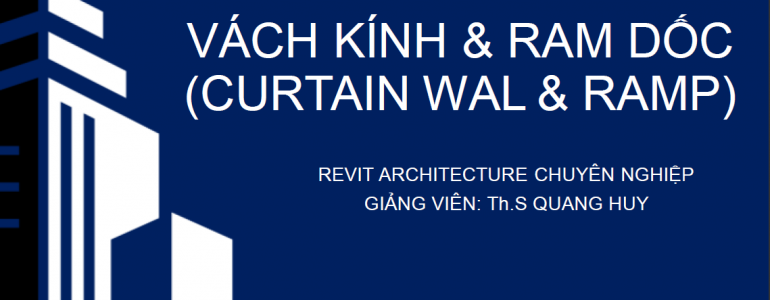 VÁCH KÍNH & RAM DỐC
(CURTAIN WAL & RAMP)
REVIT ARCHITECTURE CHUYÊN NGHIỆP
GIẢNG VIÊN: Th.S QUANG HUY